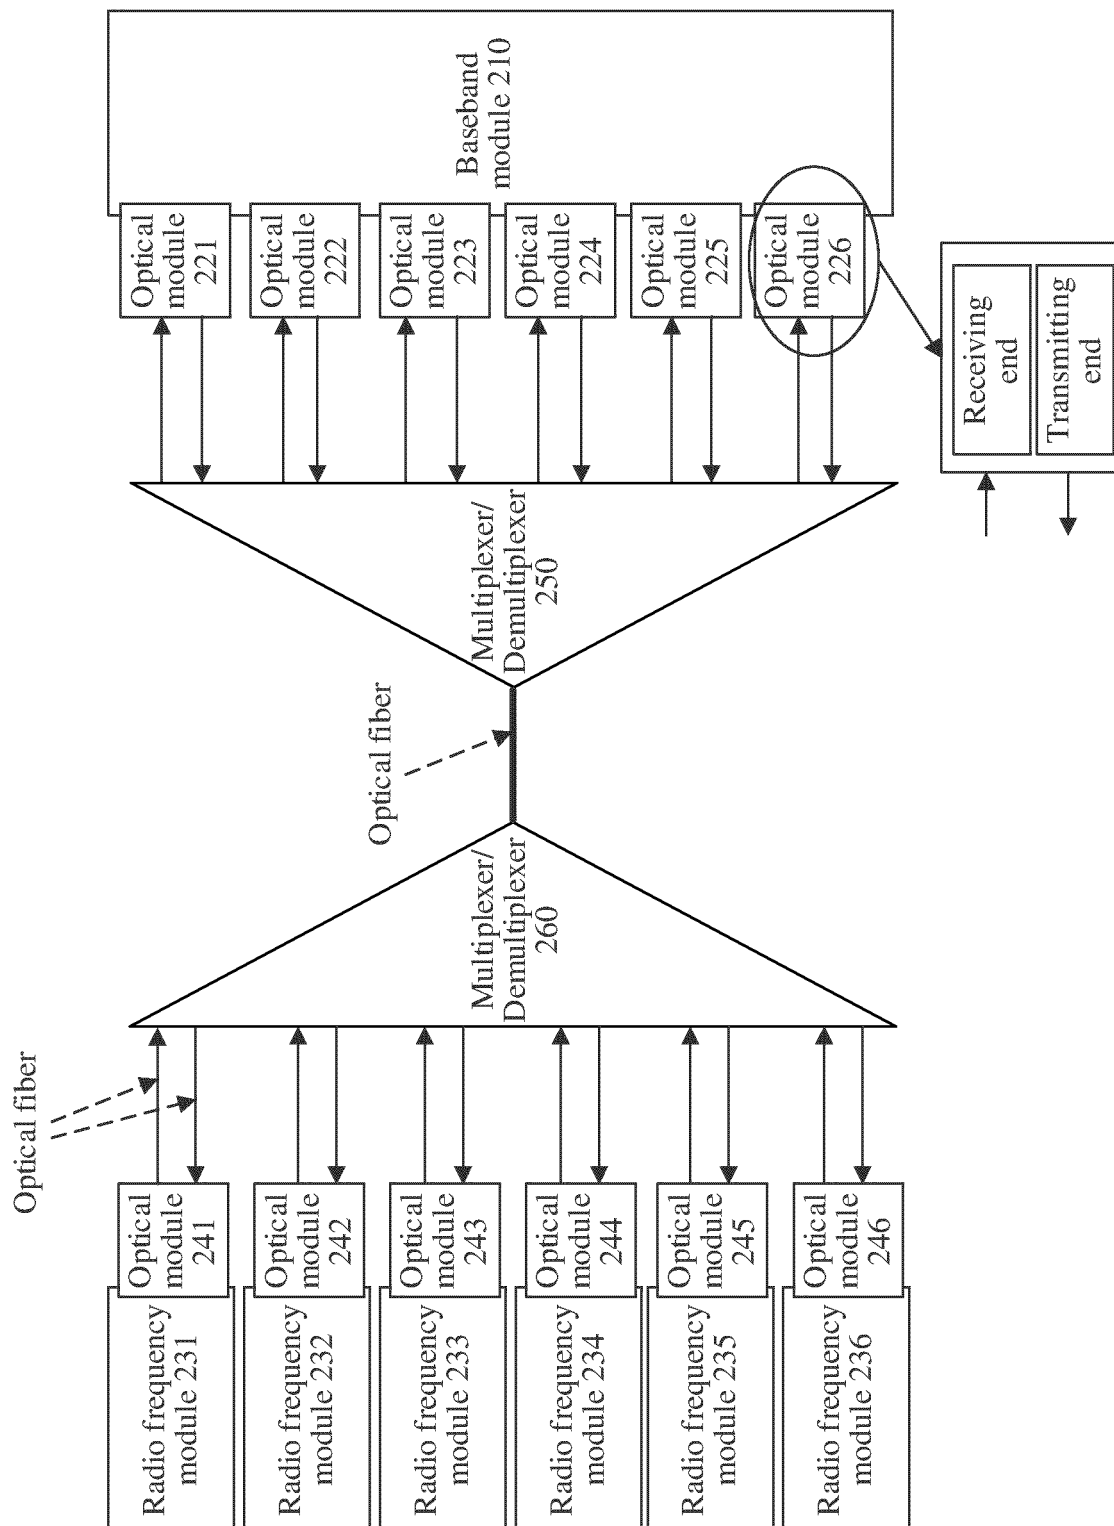 Baseband
module 210
Optical
module
221
Optical
module
222
Optical
module
223
Optical
module
224
Optical
module
225
Optical
module
226
Receiving
end
Transmitting
end
Multiplexer/
Demultiplexer
250
Optical fiber
Multiplexer/
Demultiplexer
260
Optical fiber
Optical
module
241
Optical
module
242
Optical
module
243
Optical
module
244
Optical
module
245
Optical
module
246
Radio frequency
module 231
Radio frequency
module 232
Radio frequency
module 233
Radio frequency
module 234
Radio frequency
module 235
Radio frequency
module 236